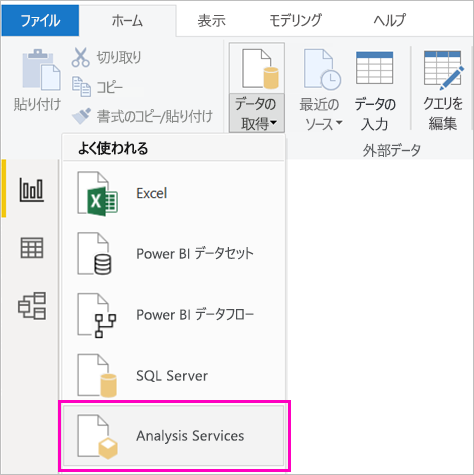 ファイル
ホーム
表示
モデリング
ヘルプ
貼り付け
切り取り
コピー
書式のコピー/貼り付け
データの
取得
最近の
ソース
データの
入力
クエリを
編集
外部データ
よく使われる
Excel
Power BI データセット
Power BI データフロー
SQL Server
Analysis Services